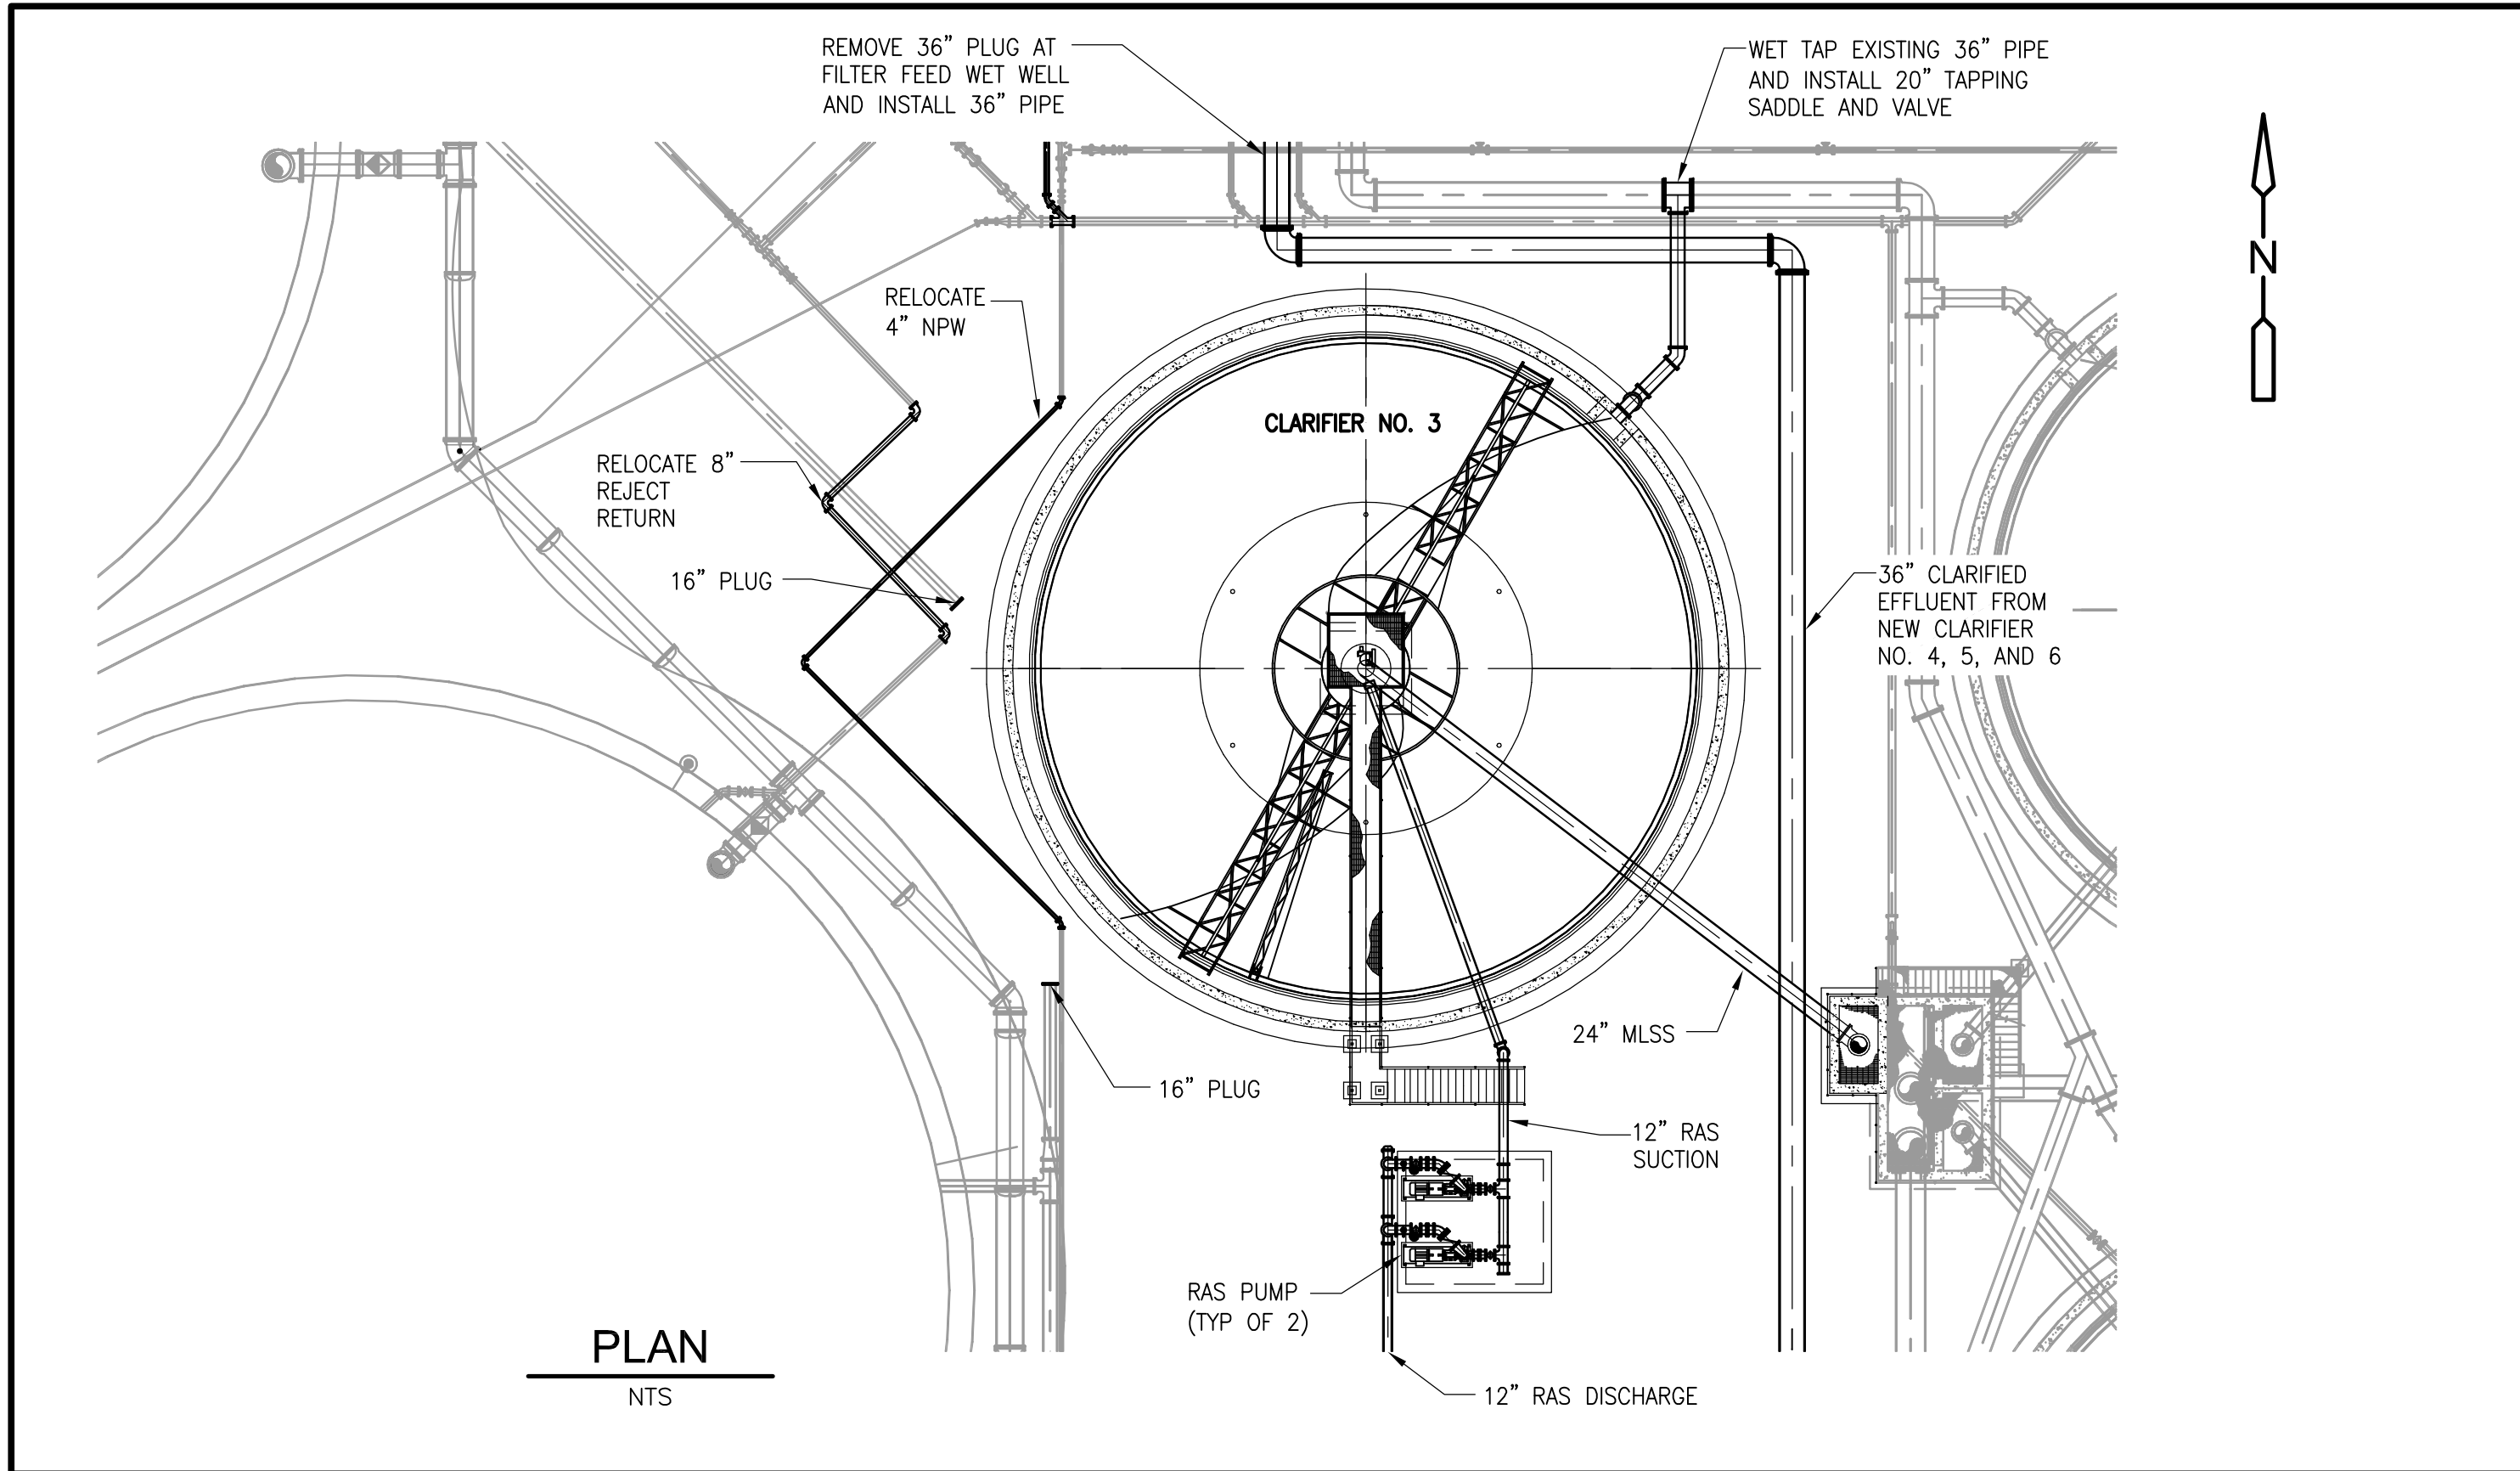 REMOVE 36" PLUG AT
FILTER FEED WET WELL
AND INSTALL 36" PIPE
WET TAP EXISTING 36" PIPE
AND INSTALL 20" TAPPING
SADDLE AND VALVE
N
RELOCATE
4" NPW
CLARIFIER NO. 3
RELOCATE 8"
REJECT
RETURN
16" PLUG
36" CLARIFIED
EFFLUENT FROM
NEW CLARIFIER
NO. 4, 5, AND 6
24" MLSS
16" PLUG
12" RAS
SUCTION
RAS PUMP
(TYP OF 2)
PLAN
NTS
12" RAS DISCHARGE